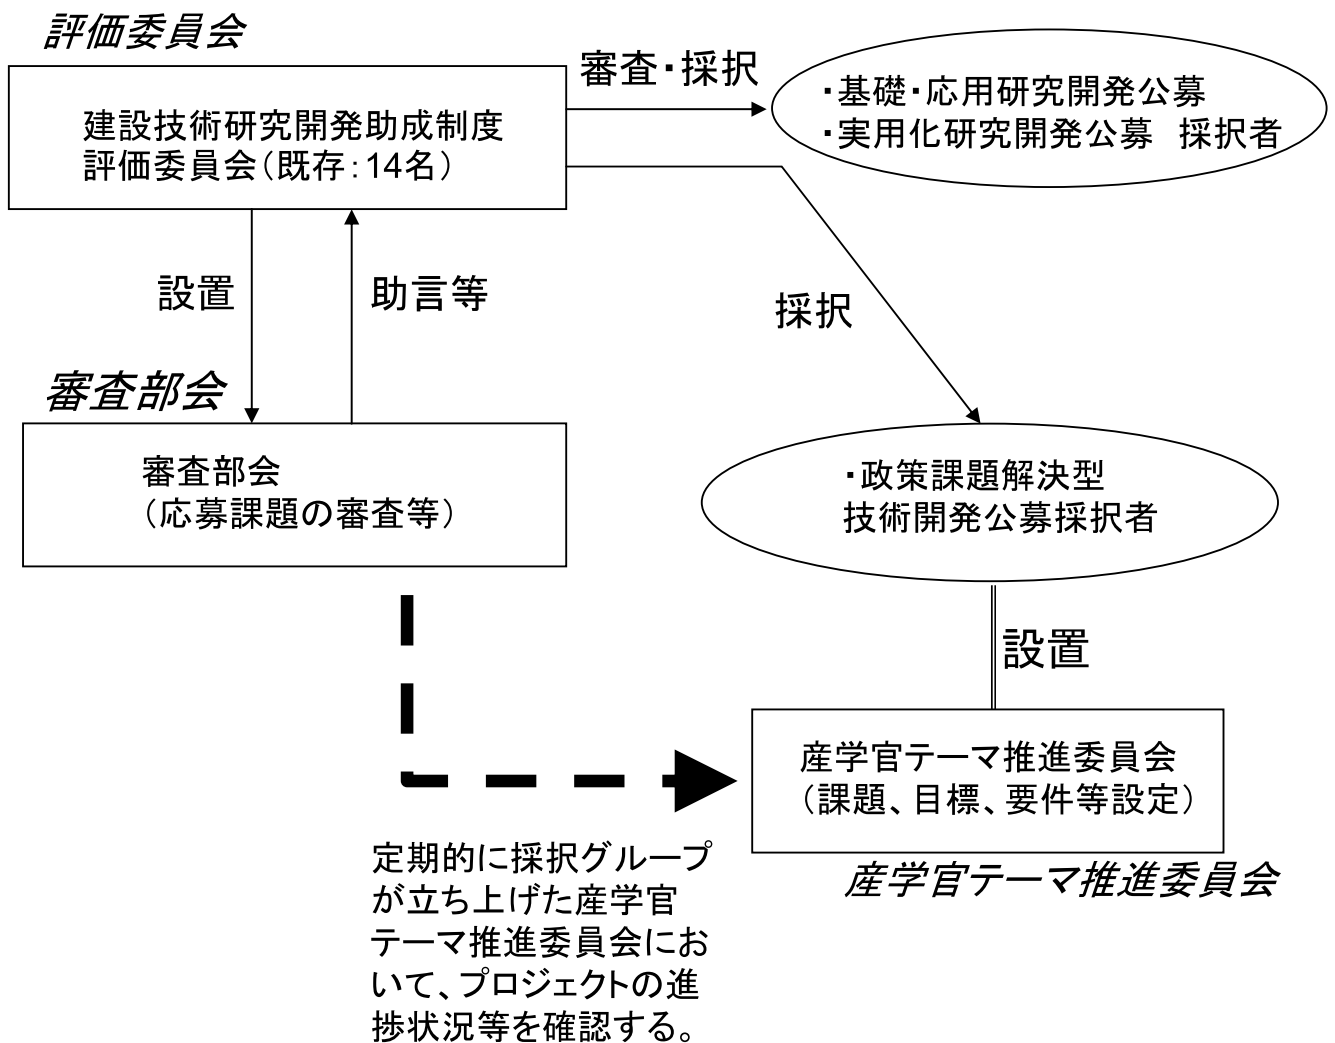 評価委員会
建設技術研究開発助成制度
評価委員会(既存:14名)
審査・採択
・基礎・応用研究開発公募
・実用化研究開発公募　採択者
設置
助言等
採択
審査部会
審査部会
(応募課題の審査等)
・政策課題解決型
技術開発公募採択者
設置
産学官テーマ推進委員会
(課題、目標、要件等設定)
産学官テーマ推進委員会
定期的に採択グループ
が立ち上げた産学官
テーマ推進委員会にお
いて、プロジェクトの進
捗状況等を確認する。